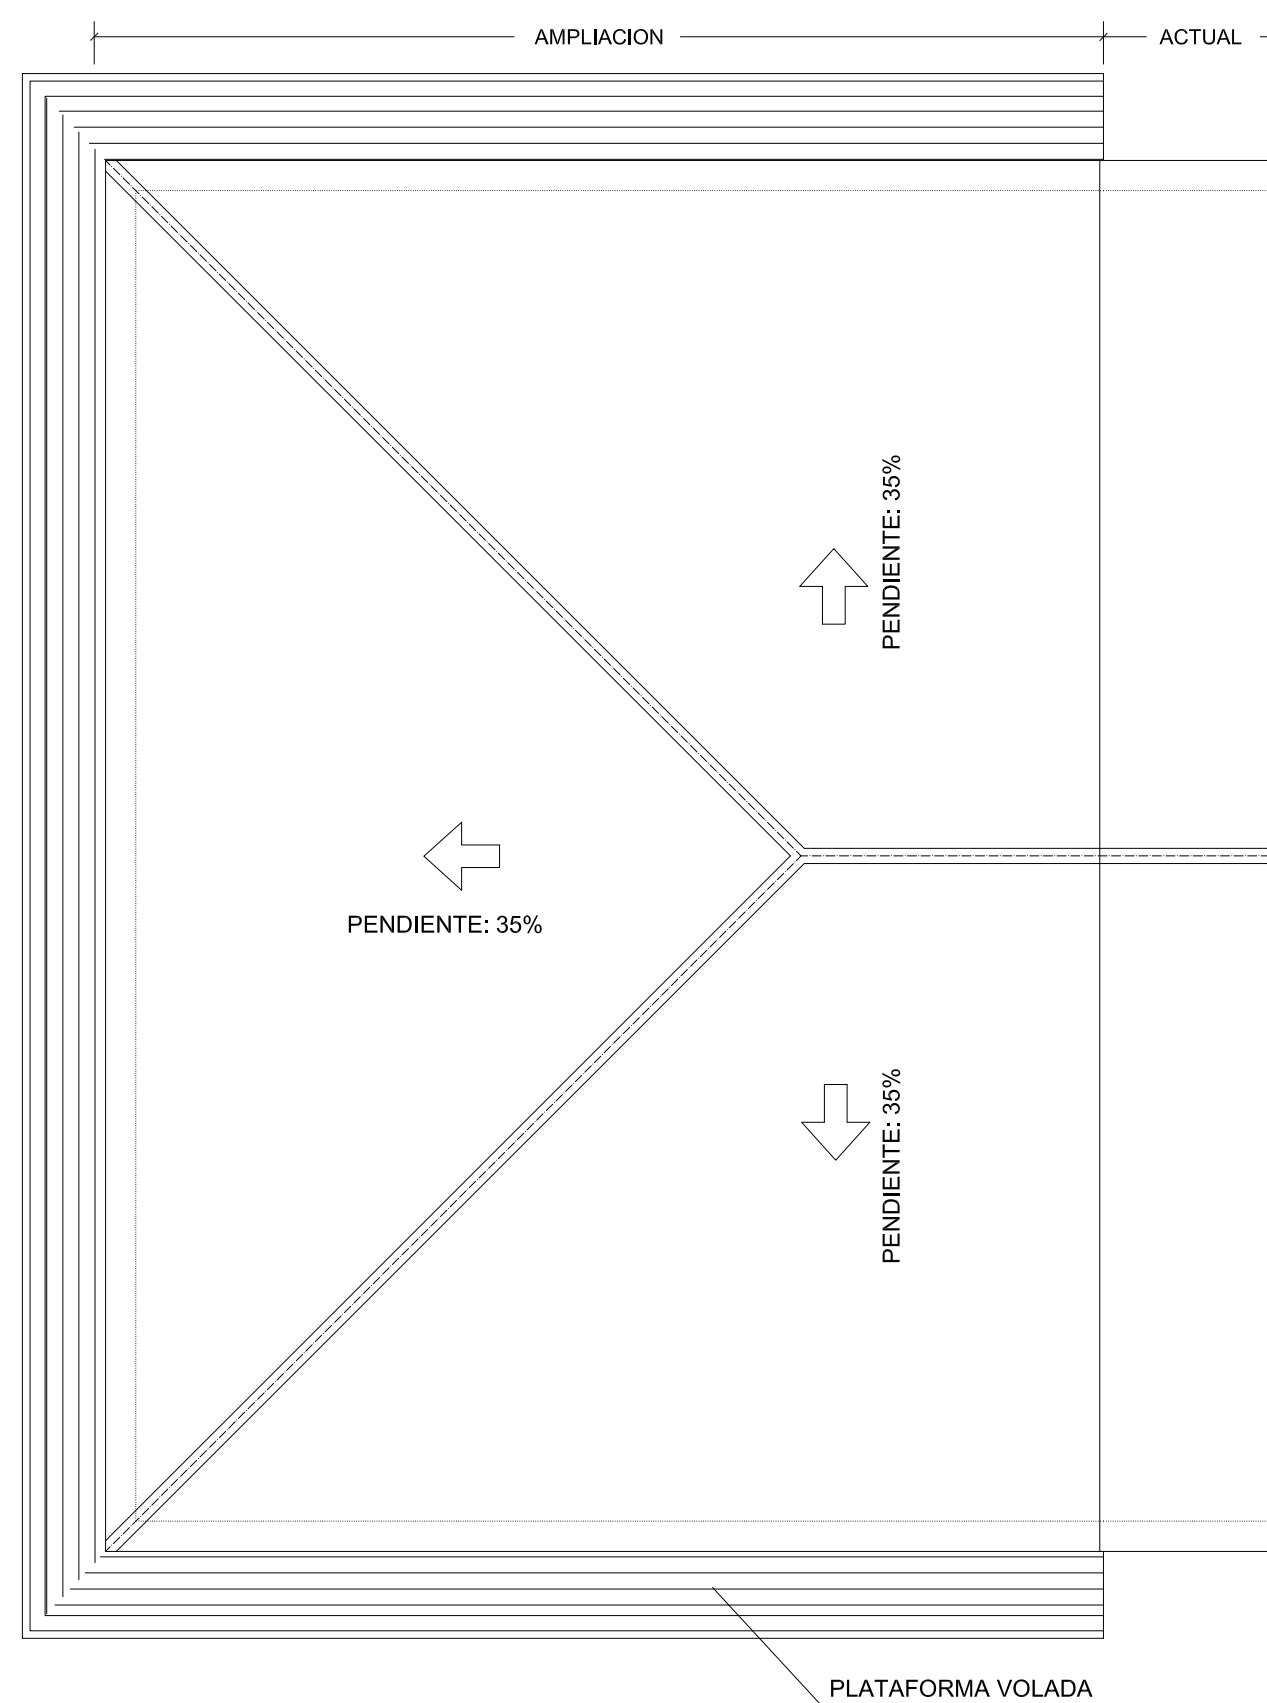 AMPLIACION
ACTUAL
PENDIENTE: 35%
PENDIENTE: 35%
PENDIENTE: 35%
PLATAFORMA VOLADA